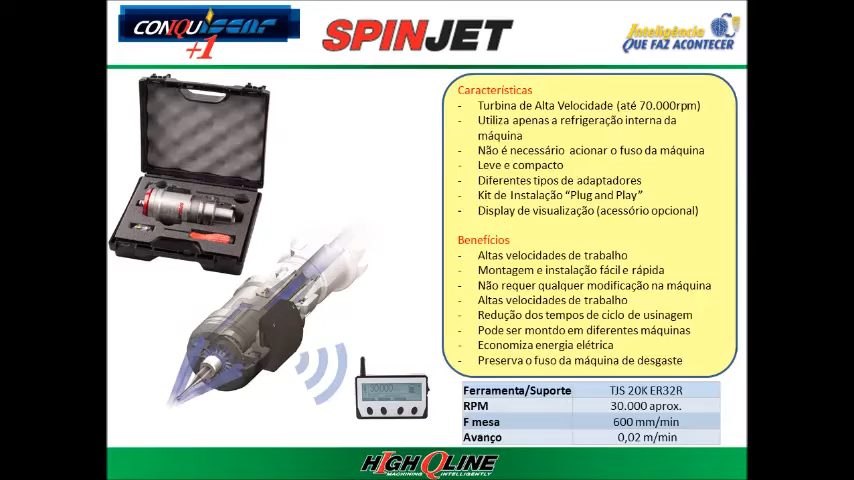 CONQUISCAR
+1
SPINJET
Inteligência
QUE FAZ ACONTECER
Características
- Turbina de Alta Velocidade (até 70.000rpm)
- Utiliza apenas a refrigeração interna da
máquina
- Não é necessário acionar o fuso da máquina
- Leve e compacto
- Diferentes tipos de adaptadores
- Kit de Instalação “Plug and Play”
- Display de visualização (acessório opcional)
Benefícios
- Altas velocidades de trabalho
- Montagem e instalação fácil e rápida
- Não requer qualquer modificação na máquina
- Altas velocidades de trabalho
- Redução dos tempos de ciclo de usinagem
- Pode ser montdo em diferentes máquinas
- Economiza energia elétrica
- Preserva o fuso da máquina de desgaste
Ferramenta/Suporte TJS 20K ER32R
RPM 30.000 aprox.
F mesa 600 mm/min
Avanço 0,02 m/min
HIGH Q LINE
MACHINING INTELLIGENTLY